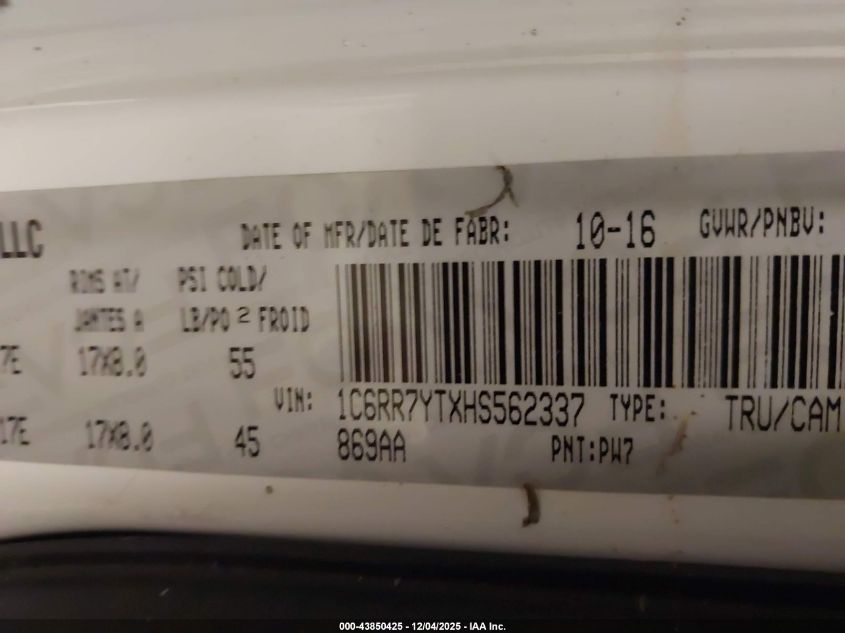 LLC DATE OF MFR/DATE DE FABR: 10-16 GVWR/PNBV:
RIMS AT/ PSI COLD/
JANTES A LB/PO 2 FROID
7E 17X8.0 55
VIN: 1C6RR7YTXHS562337 TYPE: TRU/CAM
17E 17X8.0 45 869AA PNT:PW7
000-43850425 - 12/04/2025 - IAA Inc.